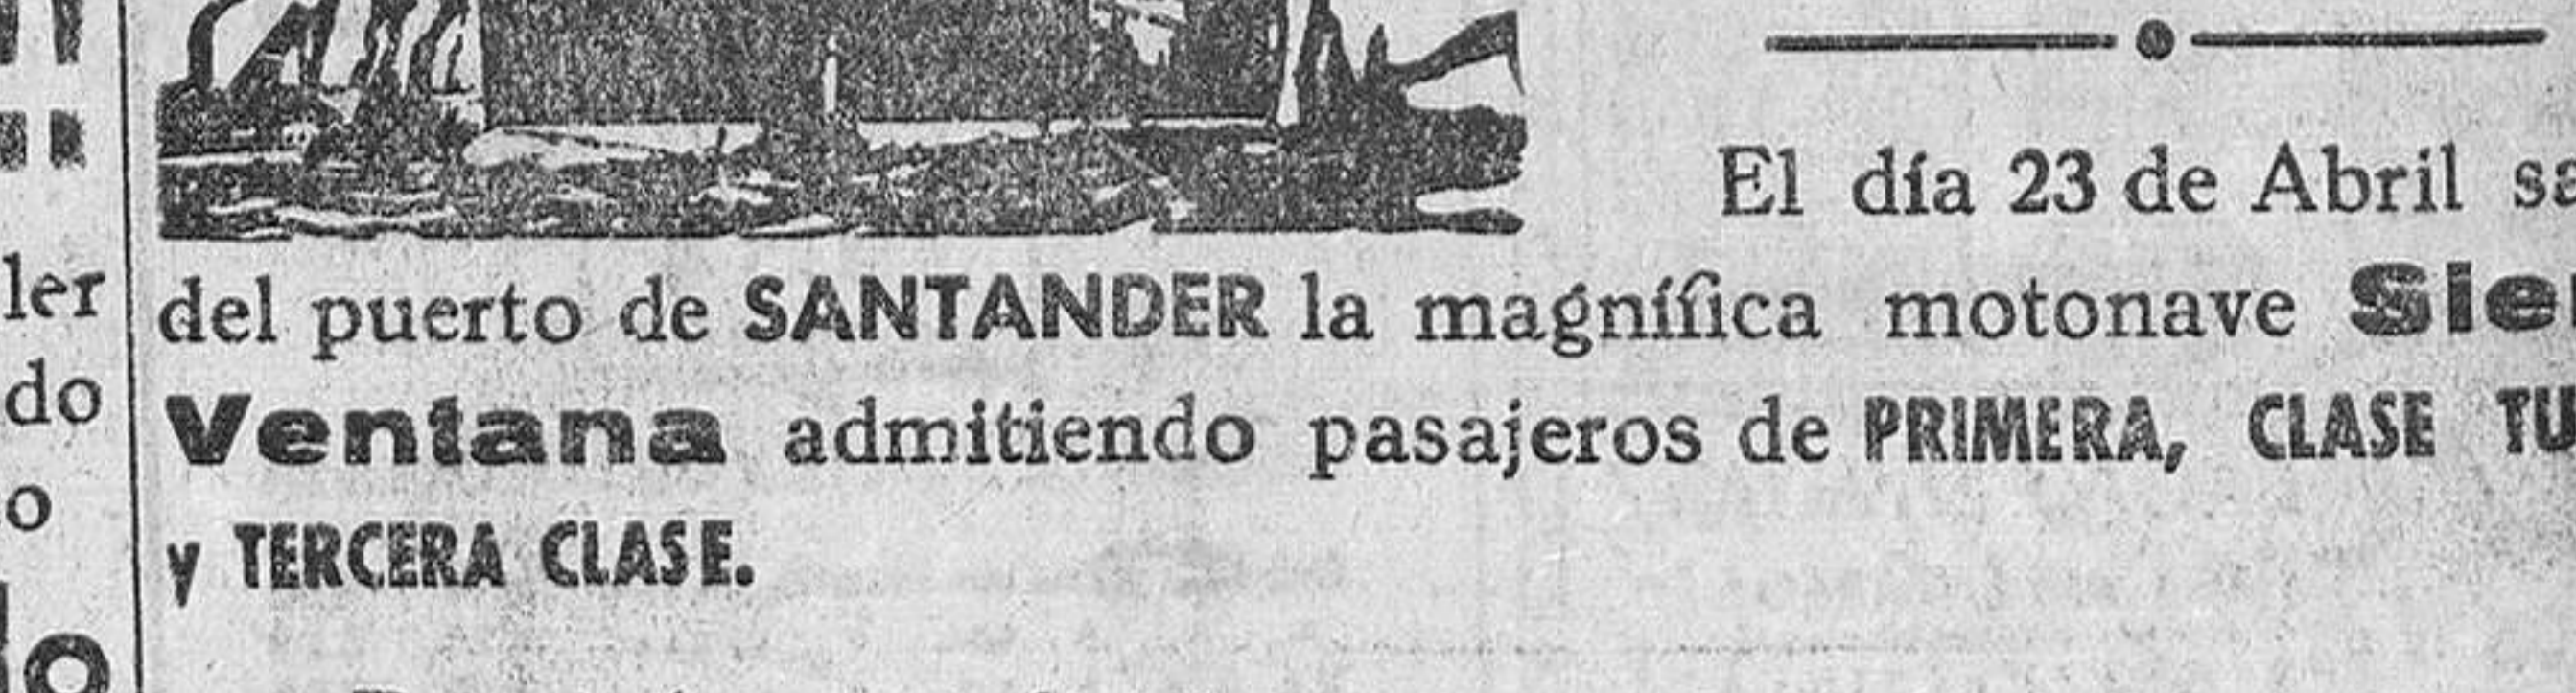 ler
do
o
El día 23 de Abril
del puerto de SANTANDER la magnífica motonave
Ventana admitiendo pasajeros de PRIMERA, CLASE
y TERCERA CLASE.